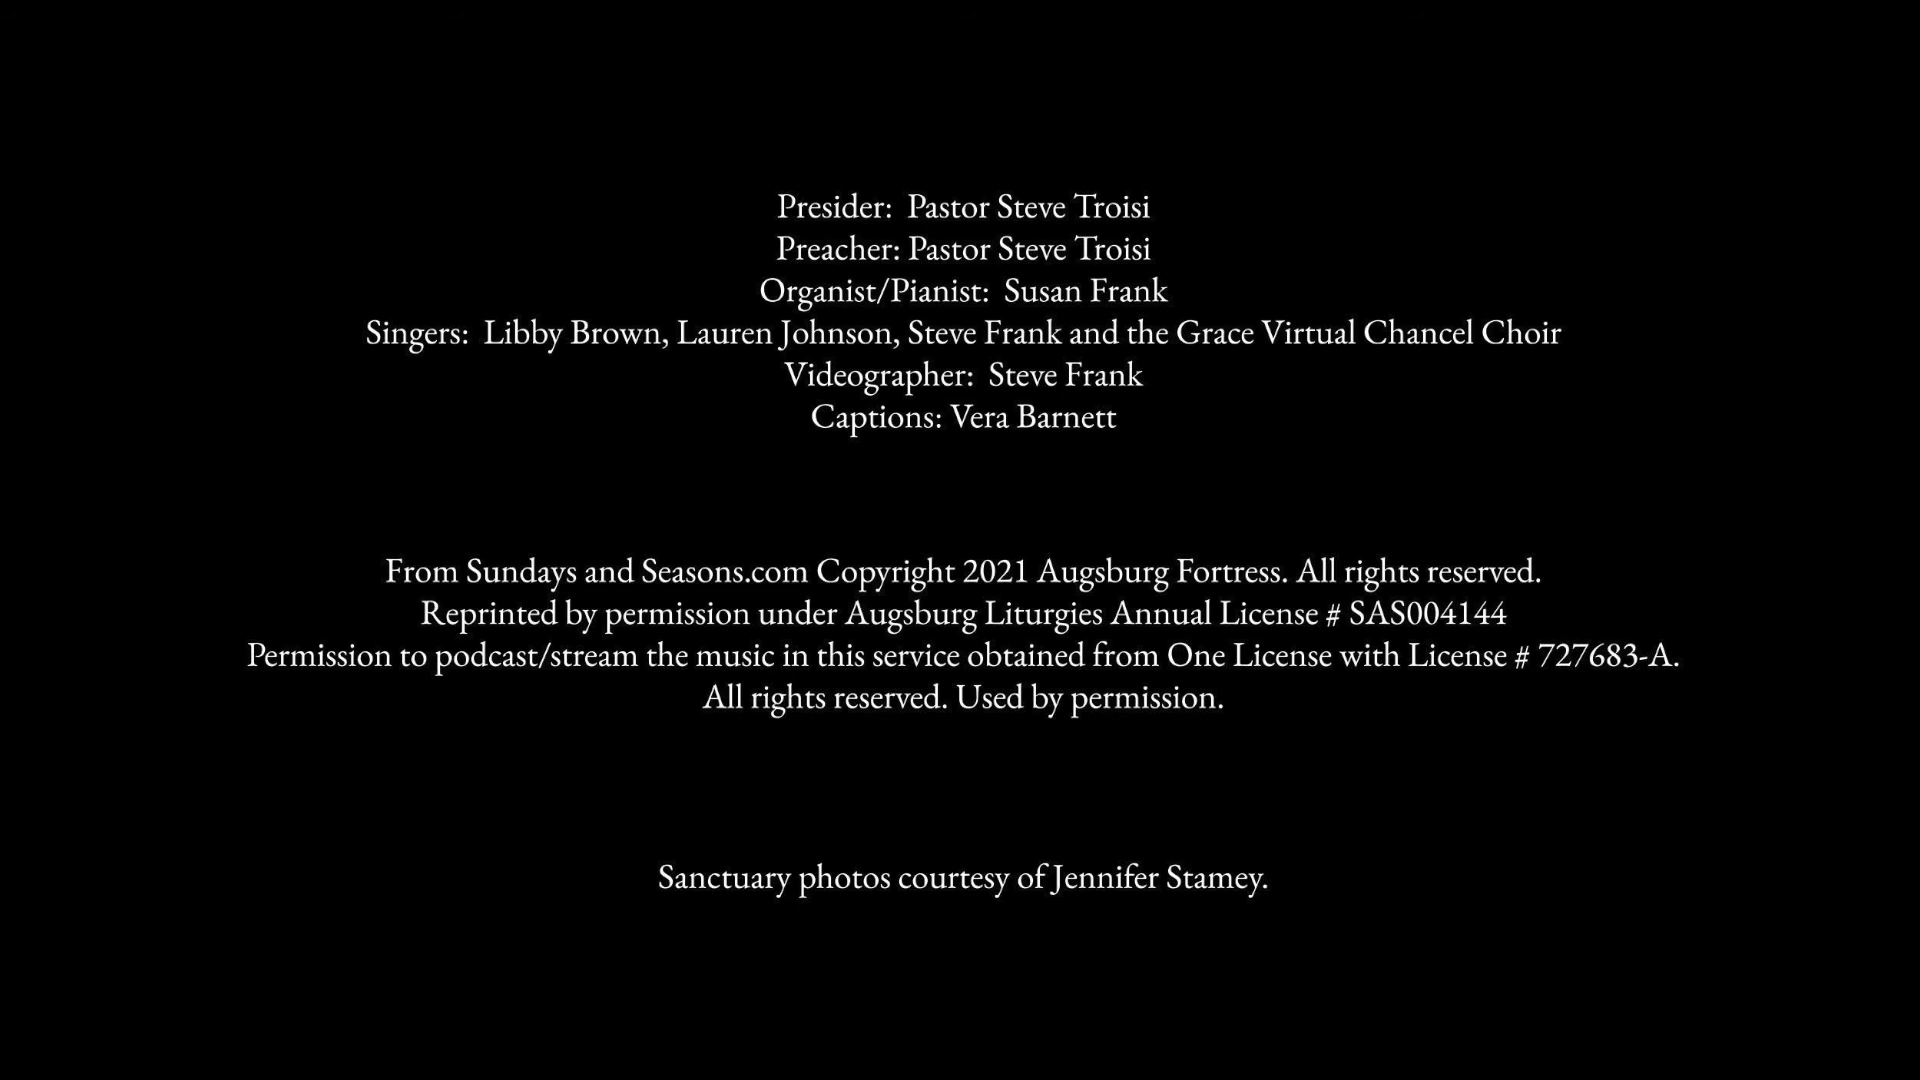 Presider:  Pastor Steve Troisi
Preacher: Pastor Steve Troisi
Organist/Pianist:  Susan Frank
Singers:  Libby Brown, Lauren Johnson, Steve Frank and the Grace Virtual Chancel Choir
Videographer:  Steve Frank
Captions: Vera Barnett
From Sundays and Seasons.com Copyright 2021 Augsburg Fortress. All rights reserved.
Reprinted by permission under Augsburg Liturgies Annual License # SAS004144
Permission to podcast/stream the music in this service obtained from One License with License # 727683-A.
All rights reserved. Used by permission.
Sanctuary photos courtesy of Jennifer Stamey.